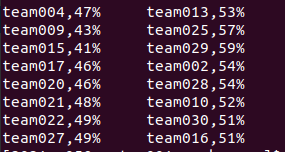 team004,47% team013,53%
team009,43% team025,57%
team015,41% team029,59%
team017,46% team002,54%
team020,46% team028,54%
team021,48% team010,52%
team022,49% team030,51%
team027,49% team016,51%